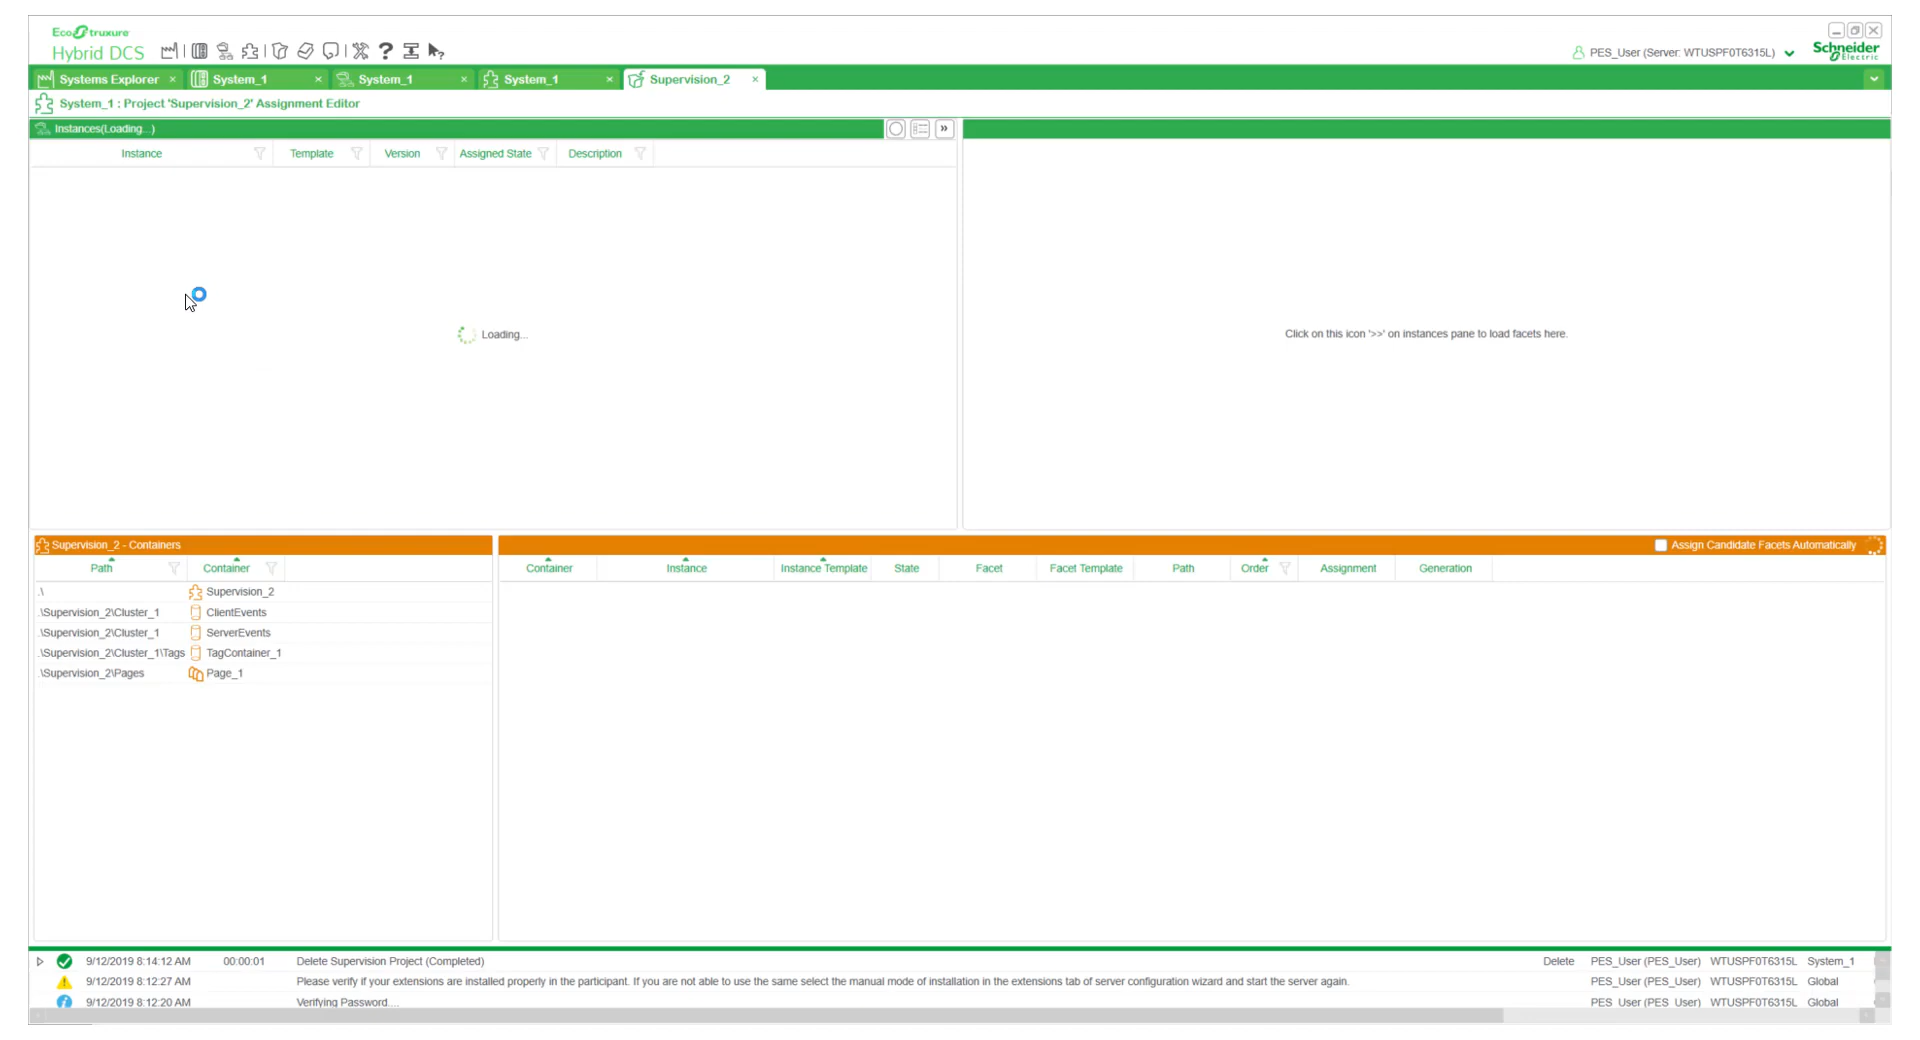 EcoStruxure
Hybrid DCS
PES_User (Server: WTUSPF0T6315L)
Schneider
Electric
Systems Explorer × System_1 × System_1 × System_1 × Supervision_2 ×
System_1 : Project 'Supervision_2' Assignment Editor
Instances(Loading...)
Instance Template Version Assigned State Description
Loading...
Click on this icon '>>' on instances pane to load facets here.
Supervision_2 - Containers
Assign Candidate Facets Automatically
Path Container
Container Instance Instance Template State Facet Facet Template Path Order Assignment Generation
.\ Supervision_2
.\Supervision_2\Cluster_1 ClientEvents
.\Supervision_2\Cluster_1 ServerEvents
.\Supervision_2\Cluster_1\Tags TagContainer_1
.\Supervision_2\Pages Page_1
9/12/2019 8:14:12 AM 00:00:01 Delete Supervision Project (Completed) Delete PES_User (PES_User) WTUSPF0T6315L System_1
9/12/2019 8:12:27 AM Please verify if your extensions are installed properly in the participant. If you are not able to use the same select the manual mode of installation in the extensions tab of server configuration wizard and start the server again. PES_User (PES_User) WTUSPF0T6315L Global
9/12/2019 8:12:20 AM Verifying Password.... PES_User (PES_User) WTUSPF0T6315L Global